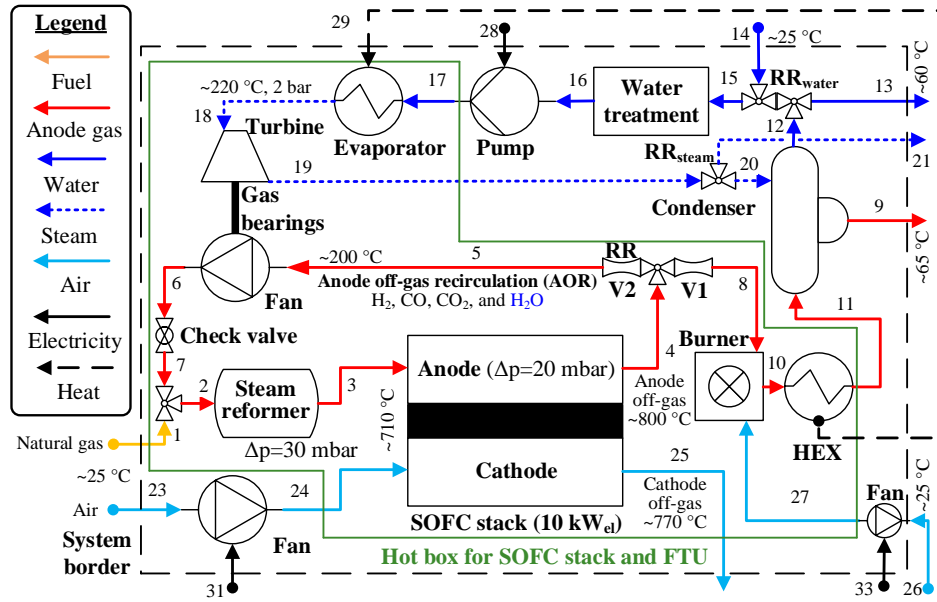 Legend
Fuel
Anode gas
Water
Steam
Air
Electricity
Heat
29
28
14
~25 °C
~60 °C
17
16
15
RR_water
13
~220 °C, 2 bar
18
Water
treatment
12
Turbine
Evaporator
Pump
RR_steam
21
19
20
Gas
bearings
Condenser
9
~65 °C
5
~200 °C
RR
6
Anode off-gas recirculation (AOR)
V2
V1
8
Fan
H₂, CO, CO₂, and H₂O
11
Check valve
Burner
7
4
2
3
Anode (Δp=20 mbar)
10
Steam
reformer
Anode
off-gas
~800 °C
~710 °C
Natural gas
1
Δp=30 mbar
HEX
~25 °C
Cathode
25
23
24
Cathode
off-gas
~770 °C
27
Fan
~25 °C
Air
System
border
Fan
SOFC stack (10 kW_el)
Hot box for SOFC stack and FTU
31
33
26